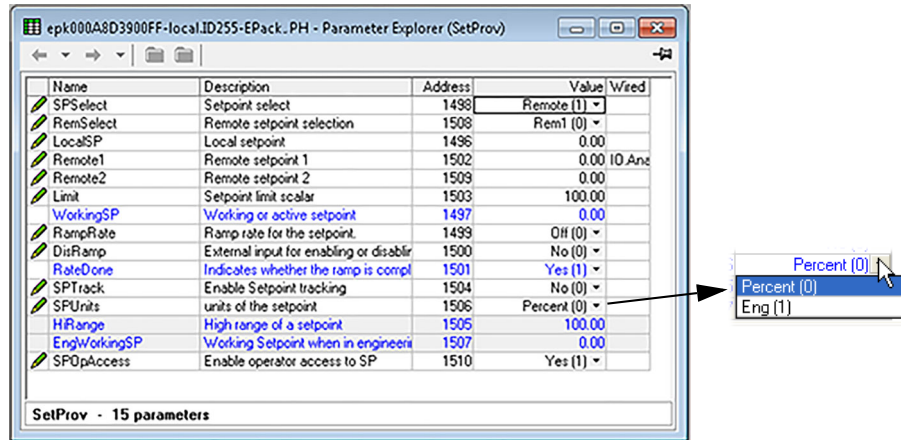 epk000A8D3900FF-local.ID255-EPack_PH - Parameter Explorer (SetProv)
Name Description Address Value Wired
SPSelect Setpoint select 1498 Remote (1)
RemSelect Remote setpoint selection 1508 Rem1 (0)
LocalSP Local setpoint 1496 0.00
Remote1 Remote setpoint 1 1502 0.00 IO.Ana
Remote2 Remote setpoint 2 1509 0.00
Limit Setpoint limit scalar 1503 100.00
WorkingSP Working or active setpoint 1497 0.00
RampRate Ramp rate for the setpoint. 1499 Off (0)
DisRamp External input for enabling or disablir 1500 No (0)
RateDone Indicates whether the ramp is compl 1501 Yes (1)
SPTrack Enable Setpoint tracking 1504 No (0)
SPUnits units of the setpoint 1506 Percent (0)
HiRange High range of a setpoint 1505 100.00
EngWorkingSP Working Setpoint when in engineeri 1507 0.00
SPOpAccess Enable operator access to SP 1510 Yes (1)
SetProv - 15 parameters
Percent (0)
Percent (0)
Eng (1)